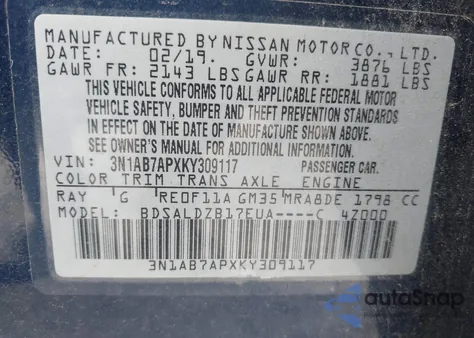 MANUFACTURED BY NISSAN MOTOR CO., LTD.
DATE: 02/19. GVWR: 3876 LBS
GAWR FR: 2143 LBS GAWR RR: 1881 LBS
THIS VEHICLE CONFORMS TO ALL APPLICABLE FEDERAL MOTOR
VEHICLE SAFETY, BUMPER AND THEFT PREVENTION STANDARDS
IN EFFECT ON THE DATE OF MANUFACTURE SHOWN ABOVE.
SEE OWNER'S MANUAL FOR ADDITIONAL INFORMATION.
VIN: 3N1AB7APXKY309117 PASSENGER CAR.
COLOR TRIM TRANS AXLE ENGINE
RAY G RE0F11A GM35 MRA8DE 1798 CC
MODEL: BDSALDZB17EUA----C 4Z000
3N1AB7APXKY309117
autoSnap